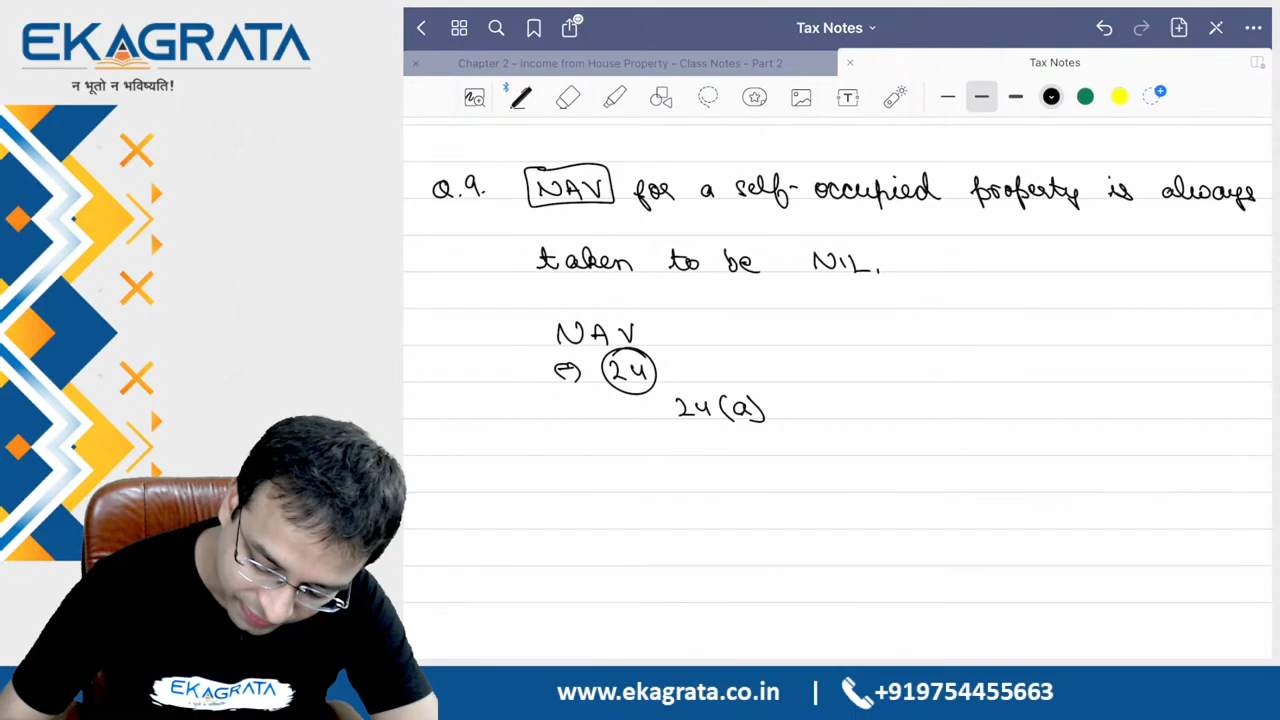 EKAGRATA
न भूतो न भविष्यति!
Tax Notes
Chapter 2 - Income from House Property - Class Notes - Part 2
Tax Notes
Q.9. NAV for a self-occupied property is always
taken to be NIL.
NAV
(-) 24
24(a)
EKAGRATA
www.ekagrata.co.in | +919754455663